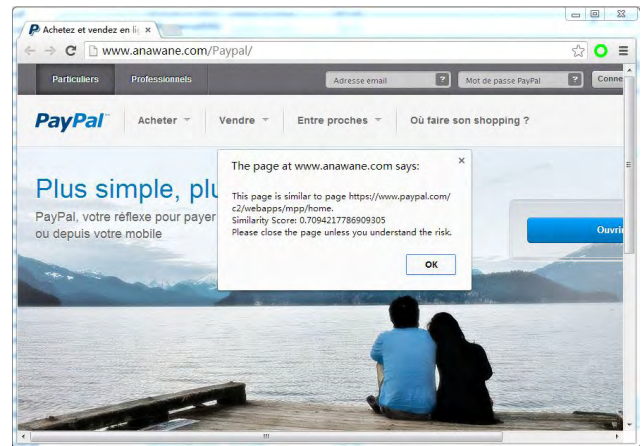 Achetez et vendez en li
www.anawane.com/Paypal/
Particuliers Professionnels Adresse email ? Mot de passe PayPal ? Conne
PayPal Acheter Vendre Entre proches Où faire son shopping ?
The page at www.anawane.com says:
This page is similar to page https://www.paypal.com/
c2/webapps/mpp/home.
Similarity Score: 0.7094217786909305
Please close the page unless you understand the risk.
OK
Plus simple, plu
PayPal, votre réflexe pour payer
ou depuis votre mobile
Ouvrir